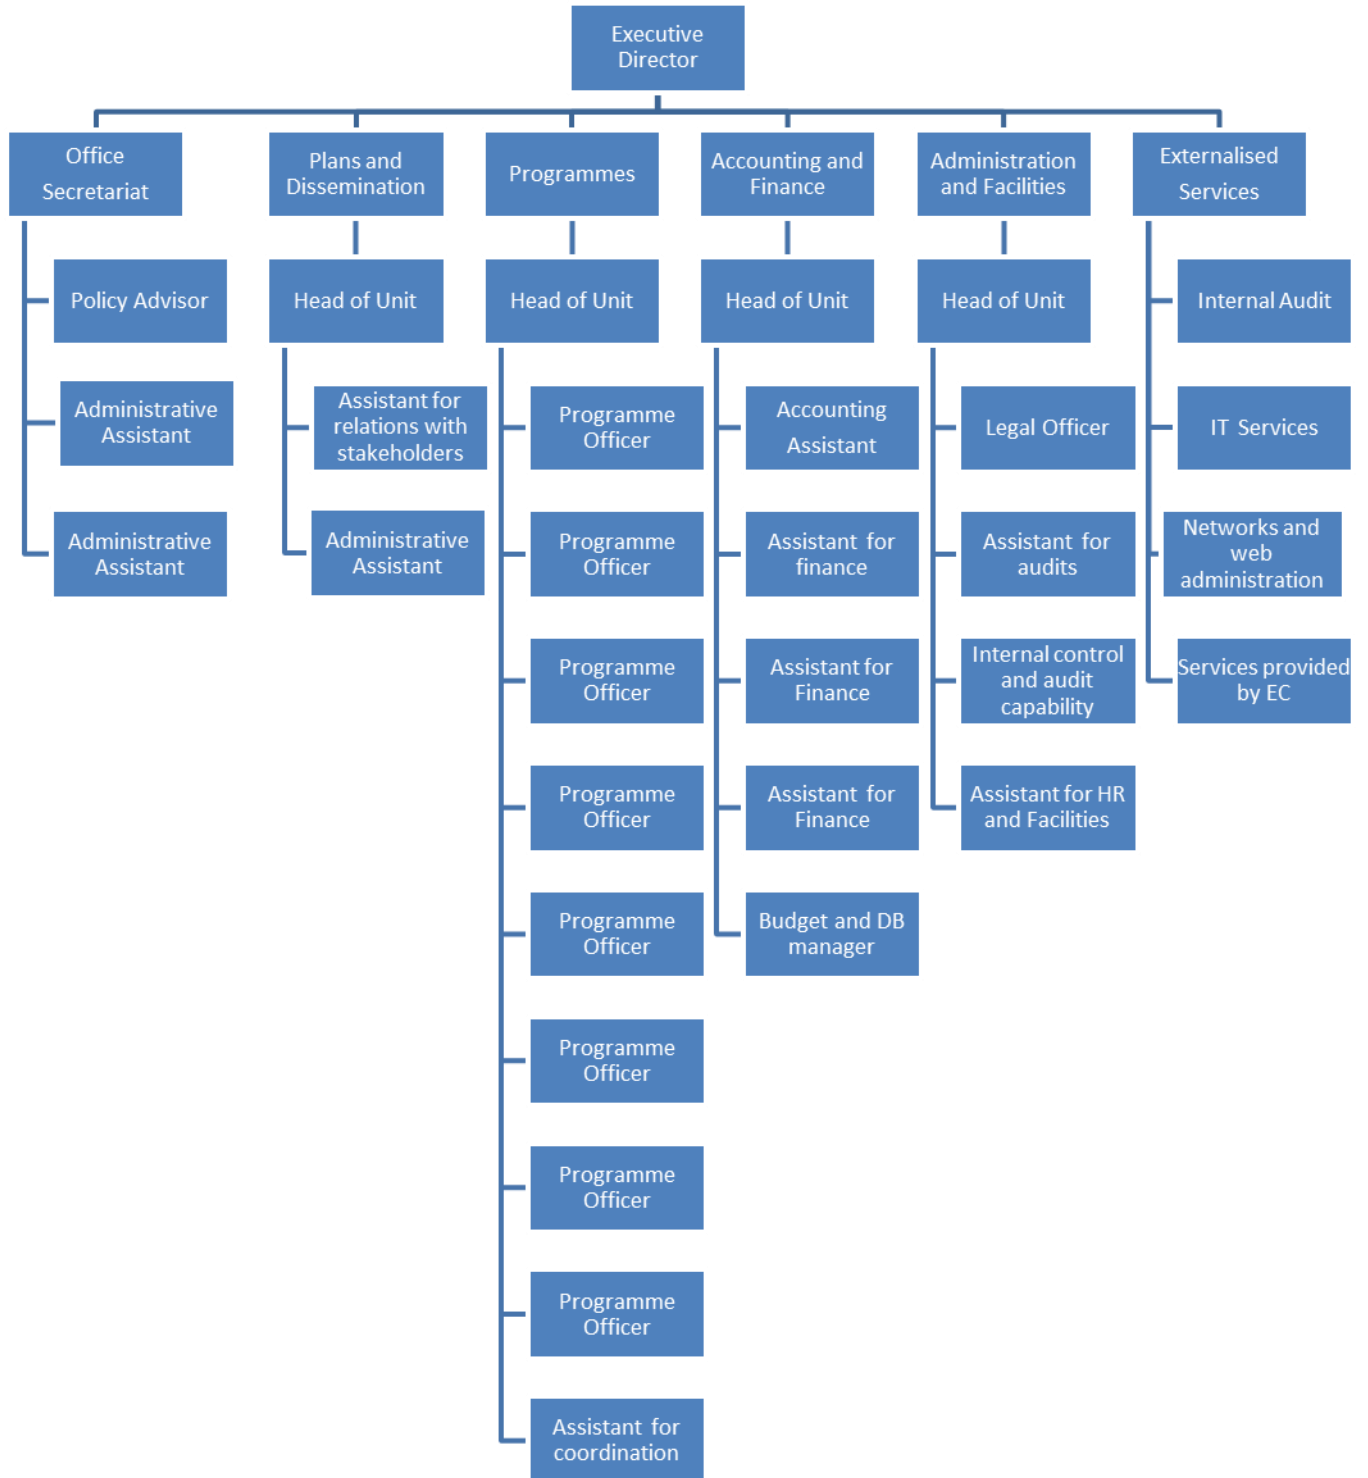 Executive
Director
Office
Secretariat
Plans and
Dissemination
Programmes
Accounting and
Finance
Administration
and Facilities
Externalised
Services
Policy Advisor
Head of Unit
Head of Unit
Head of Unit
Head of Unit
Internal Audit
Administrative
Assistant
Assistant for
relations with
stakeholders
Programme
Officer
Accounting
Assistant
Legal Officer
IT Services
Administrative
Assistant
Administrative
Assistant
Programme
Officer
Assistant for
finance
Assistant for
audits
Networks and
web
administration
Programme
Officer
Assistant for
Finance
Internal control
and audit
capability
Services provided
by EC
Programme
Officer
Assistant for
Finance
Assistant for HR
and Facilities
Programme
Officer
Budget and DB
manager
Programme
Officer
Programme
Officer
Programme
Officer
Assistant for
coordination